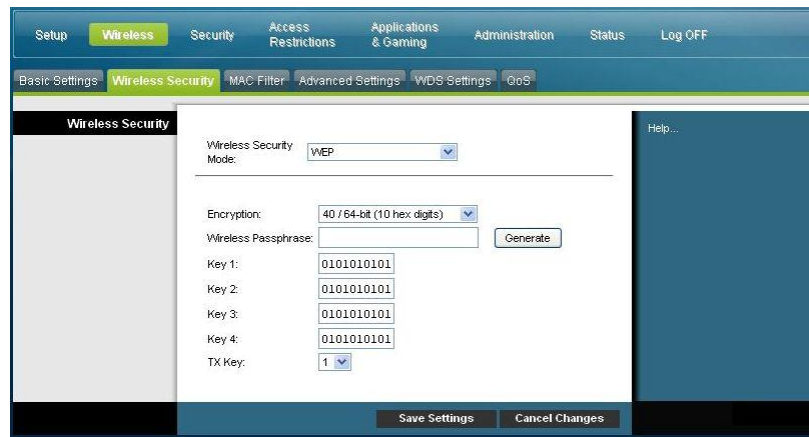 Setup Wireless Security Access Restrictions Applications & Gaming Administration Status Log OFF
Basic Settings Wireless Security MAC Filter Advanced Settings WDS Settings QoS
Wireless Security
Help...
Wireless Security Mode: WEP
Encryption: 40 / 64-bit (10 hex digits)
Wireless Passphrase: Generate
Key 1: 0101010101
Key 2: 0101010101
Key 3: 0101010101
Key 4: 0101010101
TX Key: 1
Save Settings Cancel Changes